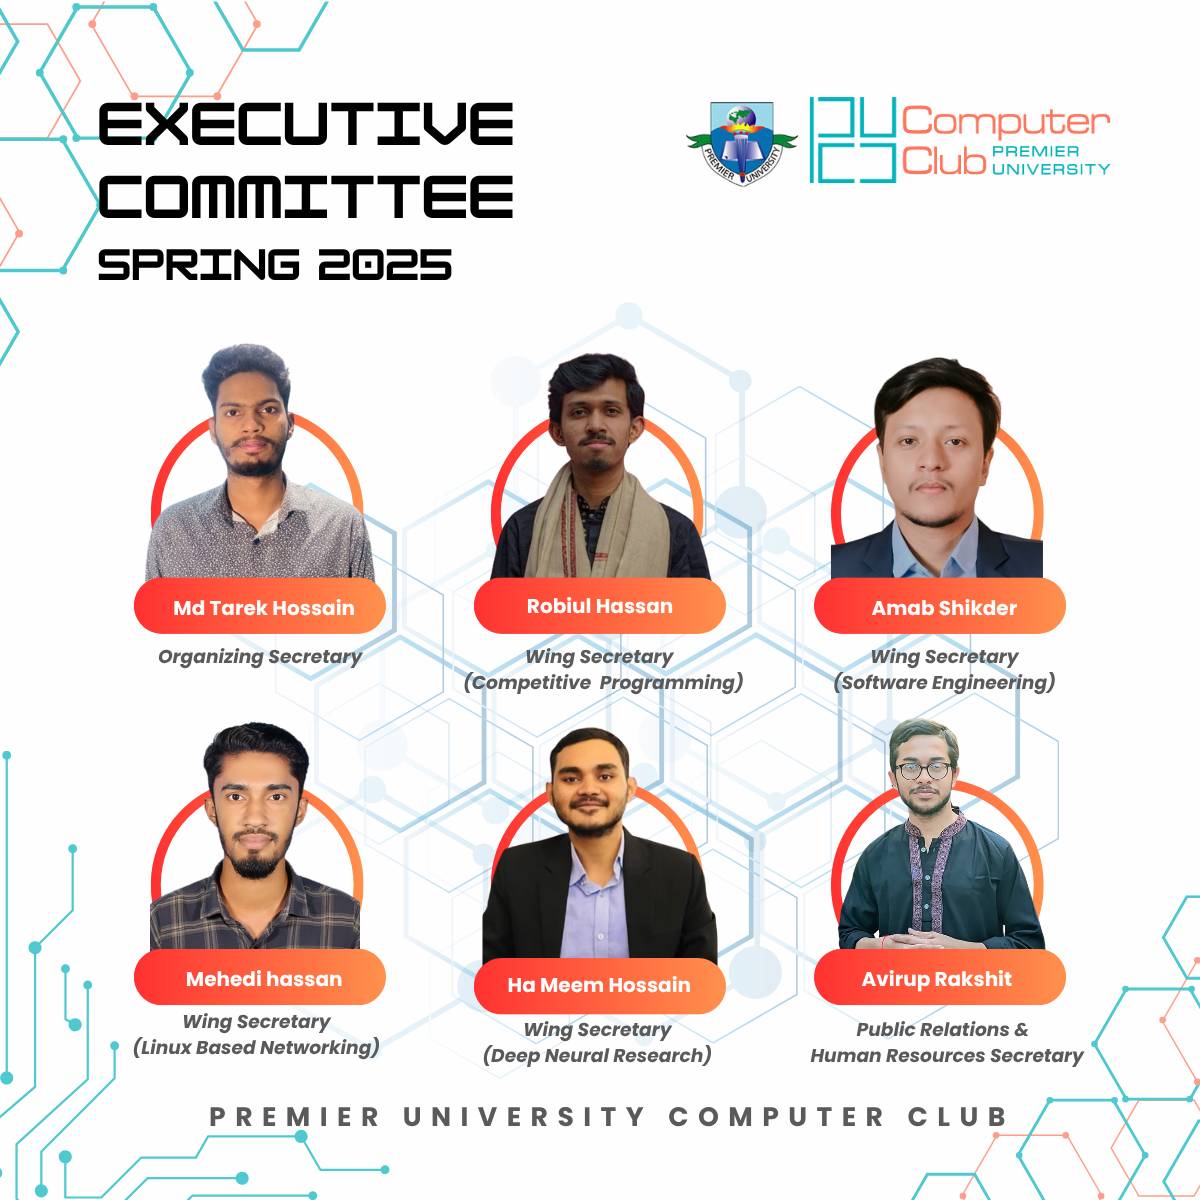 EXECUTIVE
COMMITTEE
SPRING 2025
PREMIER UNIVERSITY
Computer
Club PREMIER
UNIVERSITY
Md Tarek Hossain
Robiul Hassan
Amab Shikder
Organizing Secretary
Wing Secretary
(Competitive Programming)
Wing Secretary
(Software Engineering)
Mehedi hassan
Ha Meem Hossain
Avirup Rakshit
Wing Secretary
(Linux Based Networking)
Wing Secretary
(Deep Neural Research)
Public Relations &
Human Resources Secretary
PREMIER UNIVERSITY COMPUTER CLUB